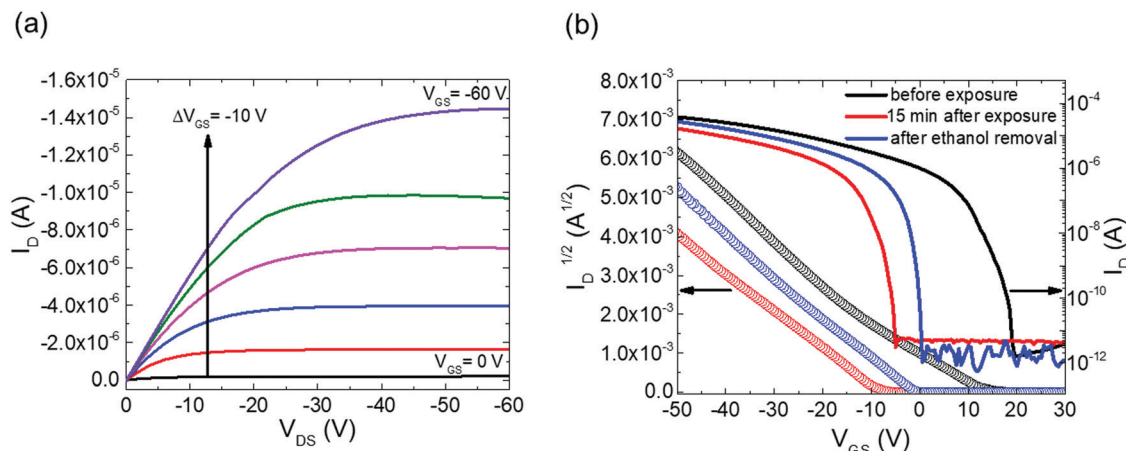 (a)
(b)
-1.6x10⁻⁵
-1.4x10⁻⁵
-1.2x10⁻⁵
-1.0x10⁻⁵
-8.0x10⁻⁶
-6.0x10⁻⁶
-4.0x10⁻⁶
-2.0x10⁻⁶
0.0
I_D (A)
V_GS= -60 V
ΔV_GS= -10 V
V_GS= 0 V
0 -10 -20 -30 -40 -50 -60
V_DS (V)
8.0x10⁻³
7.0x10⁻³
6.0x10⁻³
5.0x10⁻³
4.0x10⁻³
3.0x10⁻³
2.0x10⁻³
1.0x10⁻³
0.0
I_D^1/2 (A^1/2)
before exposure
15 min after exposure
after ethanol removal
10⁻⁴
10⁻⁶
10⁻⁸
10⁻¹⁰
10⁻¹²
I_D (A)
-50 -40 -30 -20 -10 0 10 20 30
V_GS (V)